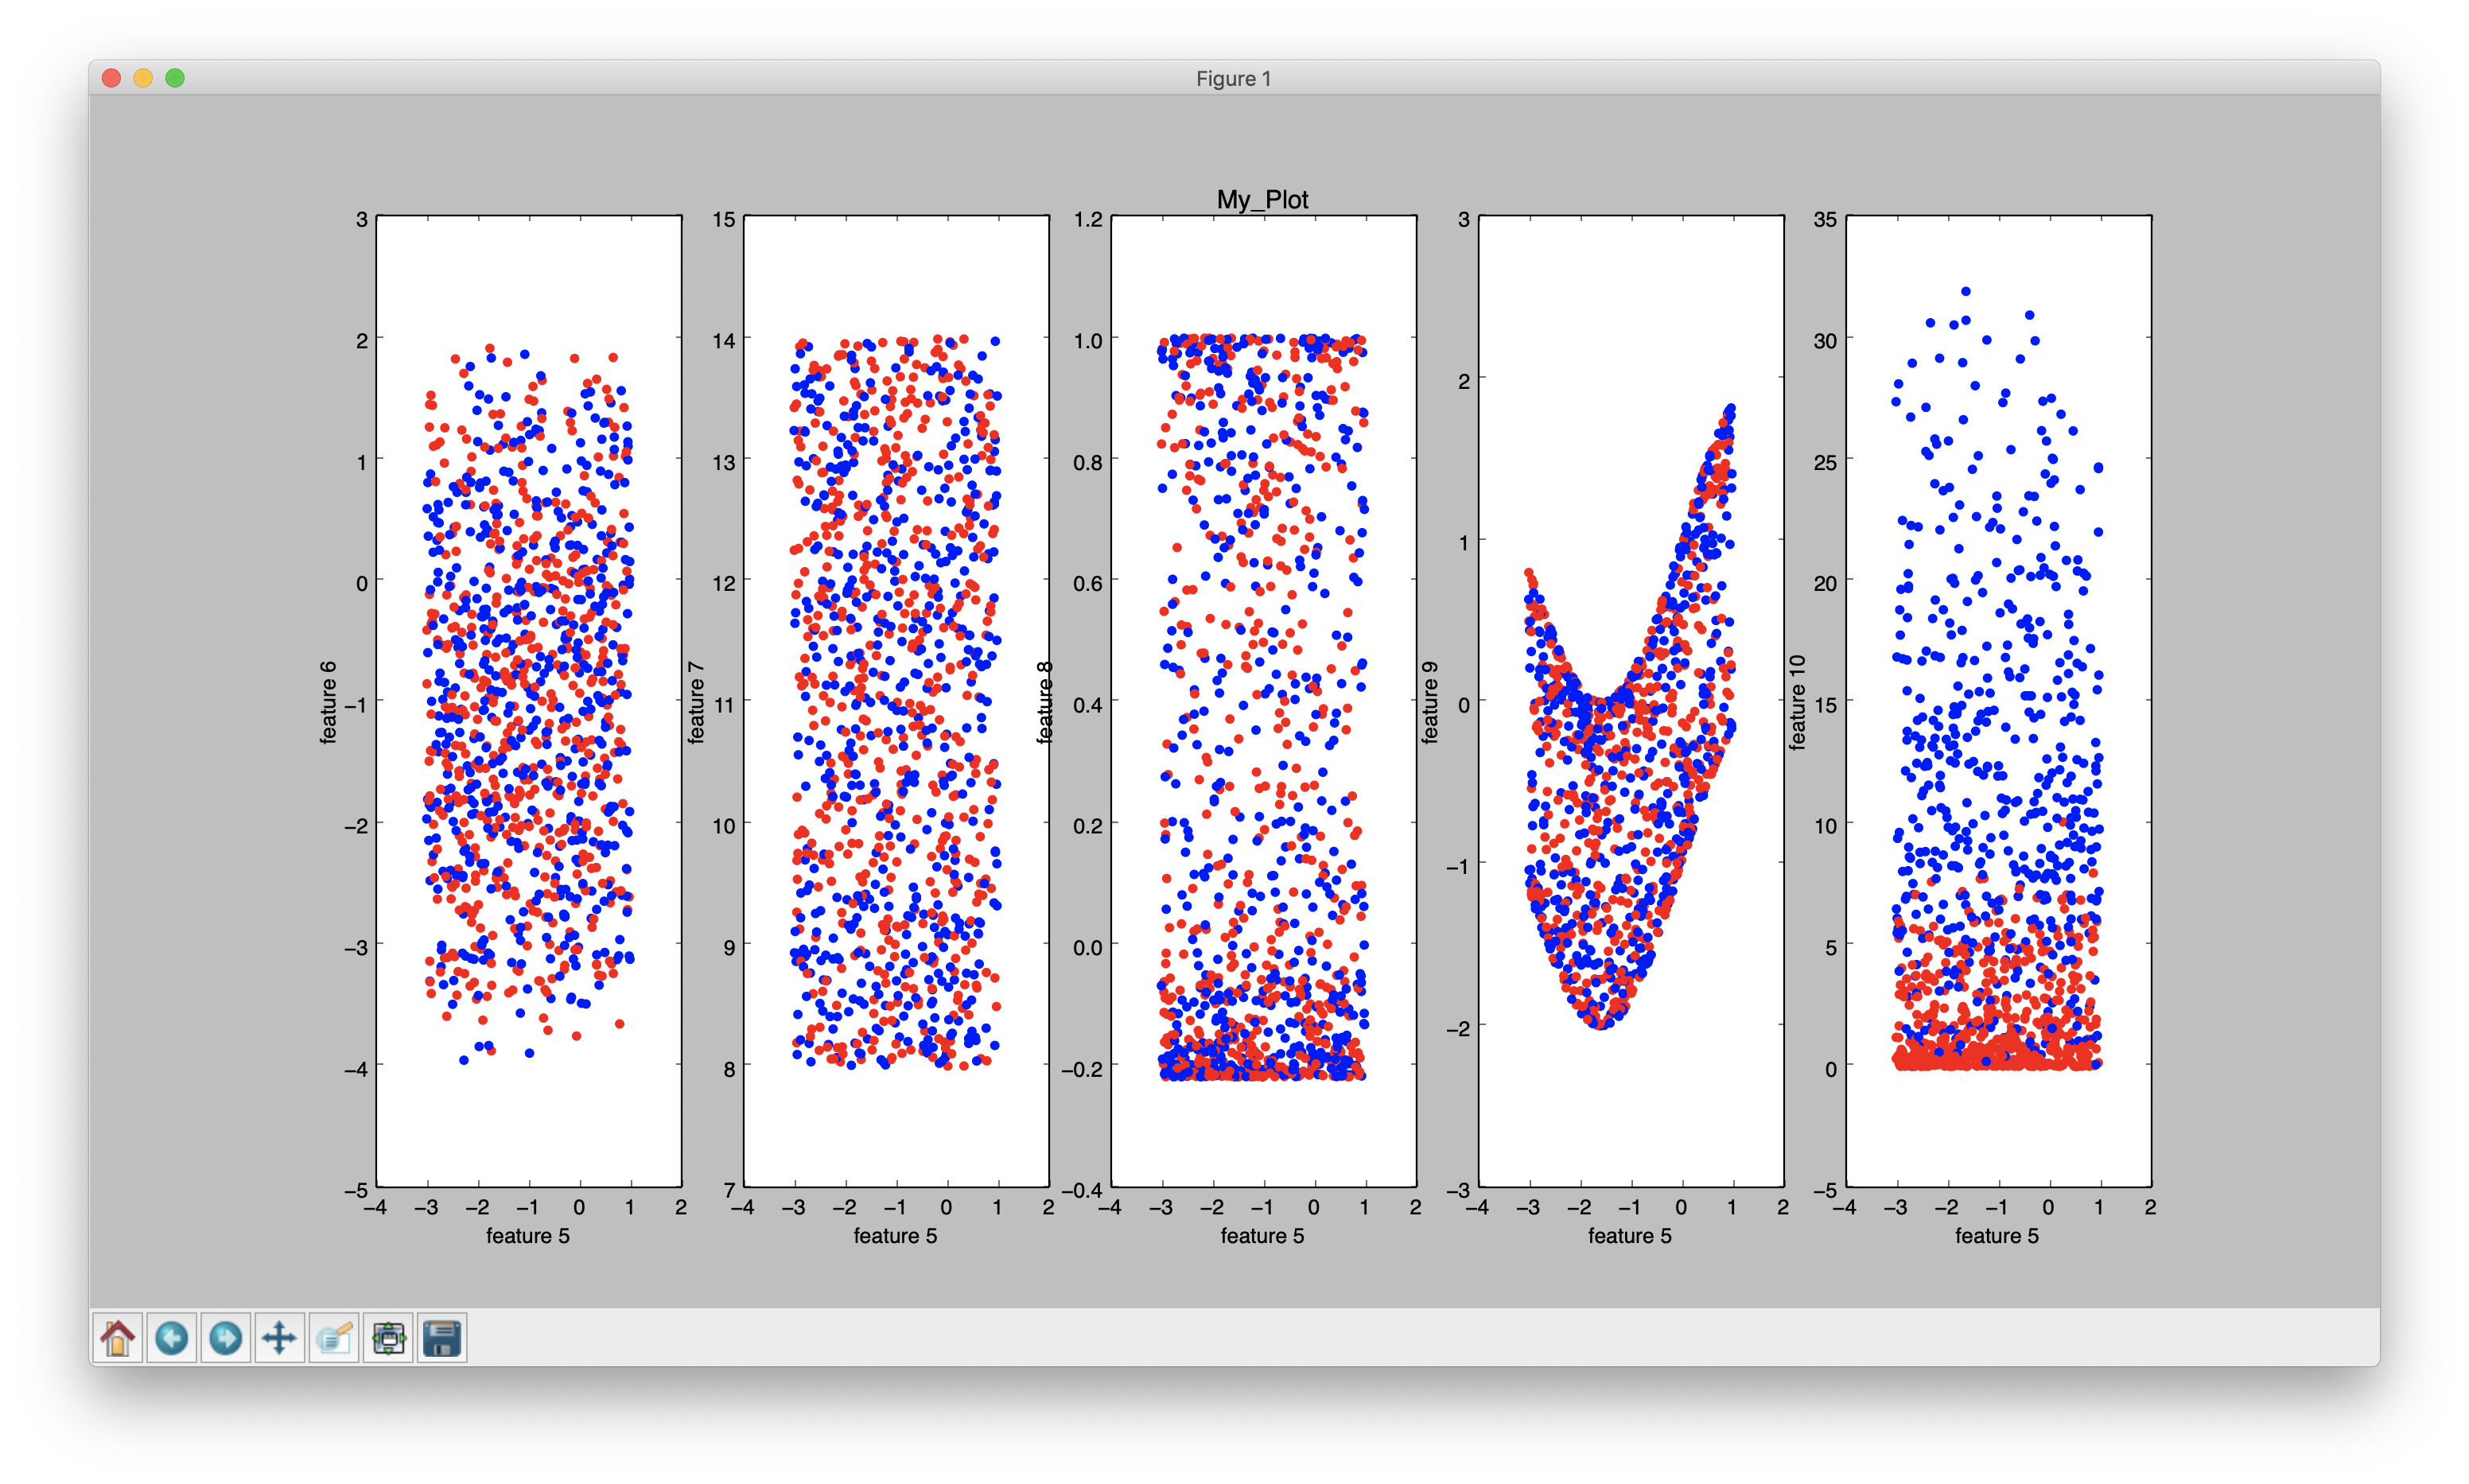 Figure 1
My_Plot
3
2
1
0
−1
−2
−3
−4
−5
feature 6
−4 −3 −2 −1 0 1 2
feature 5
15
14
13
12
11
10
9
8
7
feature 7
−4 −3 −2 −1 0 1 2
feature 5
1.2
1.0
0.8
0.6
0.4
0.2
0.0
−0.2
−0.4
feature 8
−4 −3 −2 −1 0 1 2
feature 5
3
2
1
0
−1
−2
−3
feature 9
−4 −3 −2 −1 0 1 2
feature 5
35
30
25
20
15
10
5
0
−5
feature 10
−4 −3 −2 −1 0 1 2
feature 5